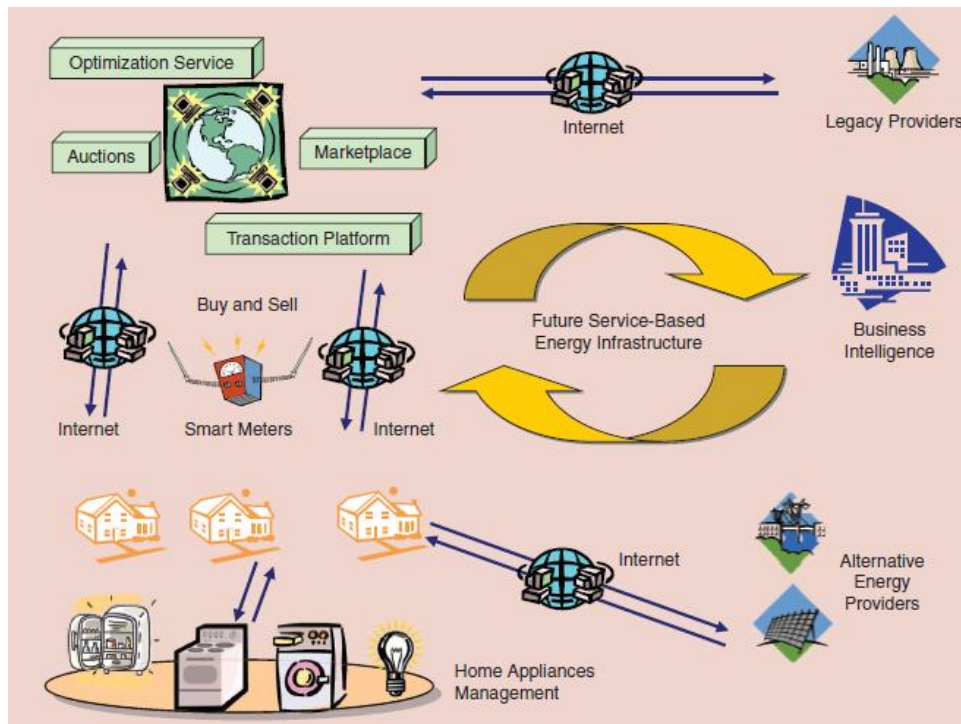 Optimization Service
Auctions
Marketplace
Transaction Platform
Internet
Legacy Providers
Buy and Sell
Internet
Smart Meters
Internet
Future Service-Based
Energy Infrastructure
Business
Intelligence
Internet
Alternative
Energy
Providers
Home Appliances
Management